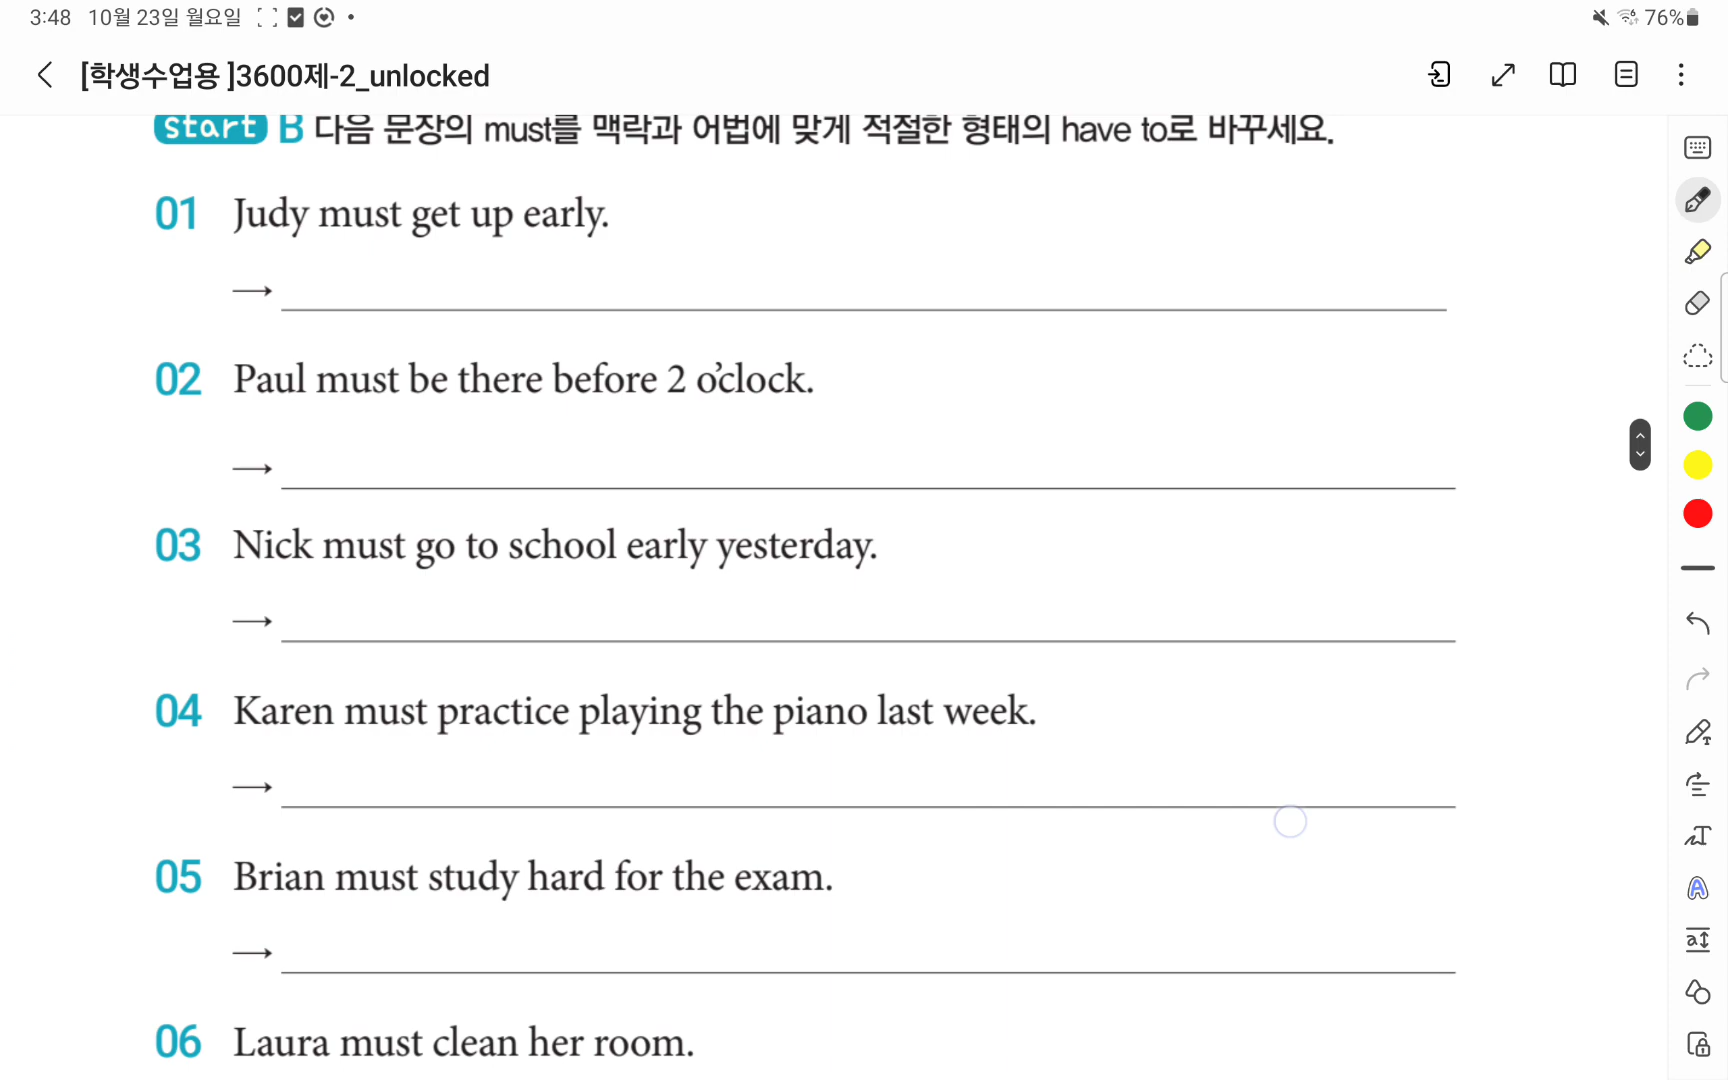 3:48 10월 23일 월요일 76%
[학생수업용 ]3600제-2_unlocked
start B 다음 문장의 must를 맥락과 어법에 맞게 적절한 형태의 have to로 바꾸세요.
01 Judy must get up early.
→
02 Paul must be there before 2 o’clock.
→
03 Nick must go to school early yesterday.
→
04 Karen must practice playing the piano last week.
→
05 Brian must study hard for the exam.
→
06 Laura must clean her room.